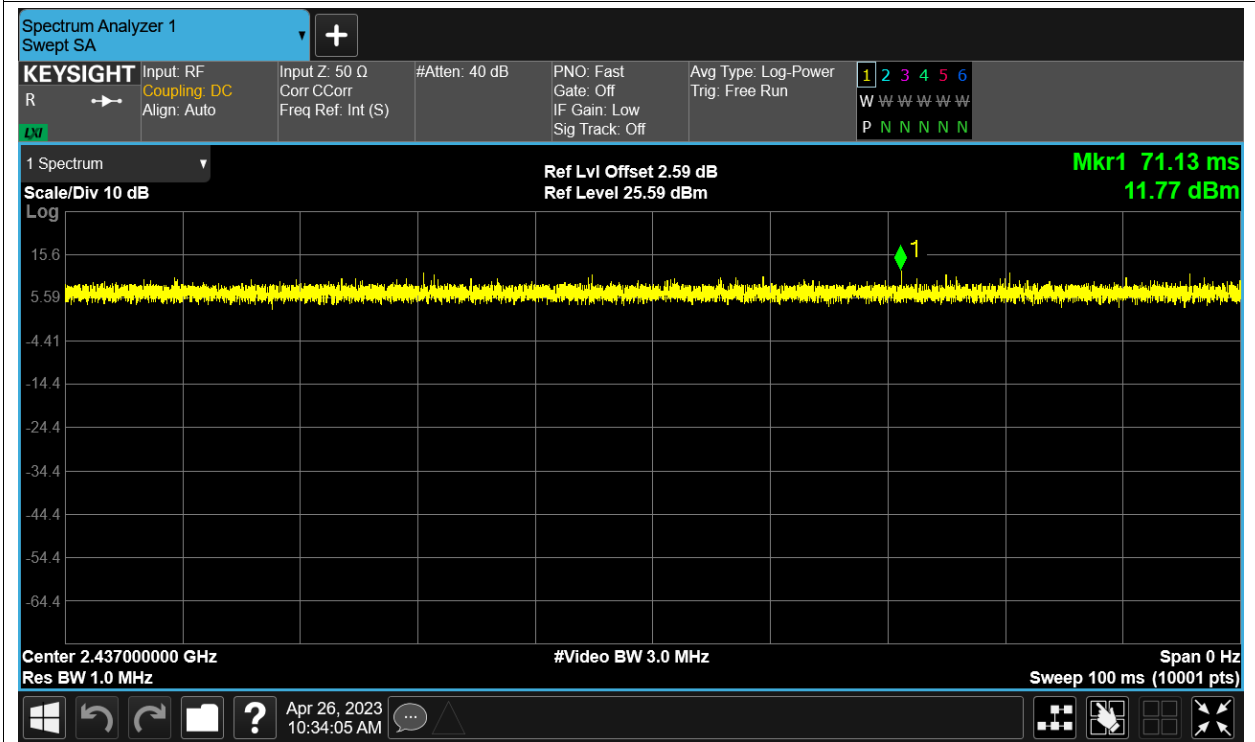 Spectrum Analyzer 1
Swept SA
KEYSIGHT Input: RF Input Z: 50 Ω #Atten: 40 dB PNO: Fast Avg Type: Log-Power 1 2 3 4 5 6
R Coupling: DC Corr CCorr Gate: Off Trig: Free Run W W W W W W
Align: Auto Freq Ref: Int (S) IF Gain: Low
LXI Sig Track: Off P N N N N N
1 Spectrum Ref Lvl Offset 2.59 dB Mkr1 71.13 ms
Scale/Div 10 dB Ref Level 25.59 dBm 11.77 dBm
Log
1
15.6
5.59
-4.41
-14.4
-24.4
-34.4
-44.4
-54.4
-64.4
Center 2.437000000 GHz #Video BW 3.0 MHz Span 0 Hz
Res BW 1.0 MHz Sweep 100 ms (10001 pts)
? Apr 26, 2023
10:34:05 AM